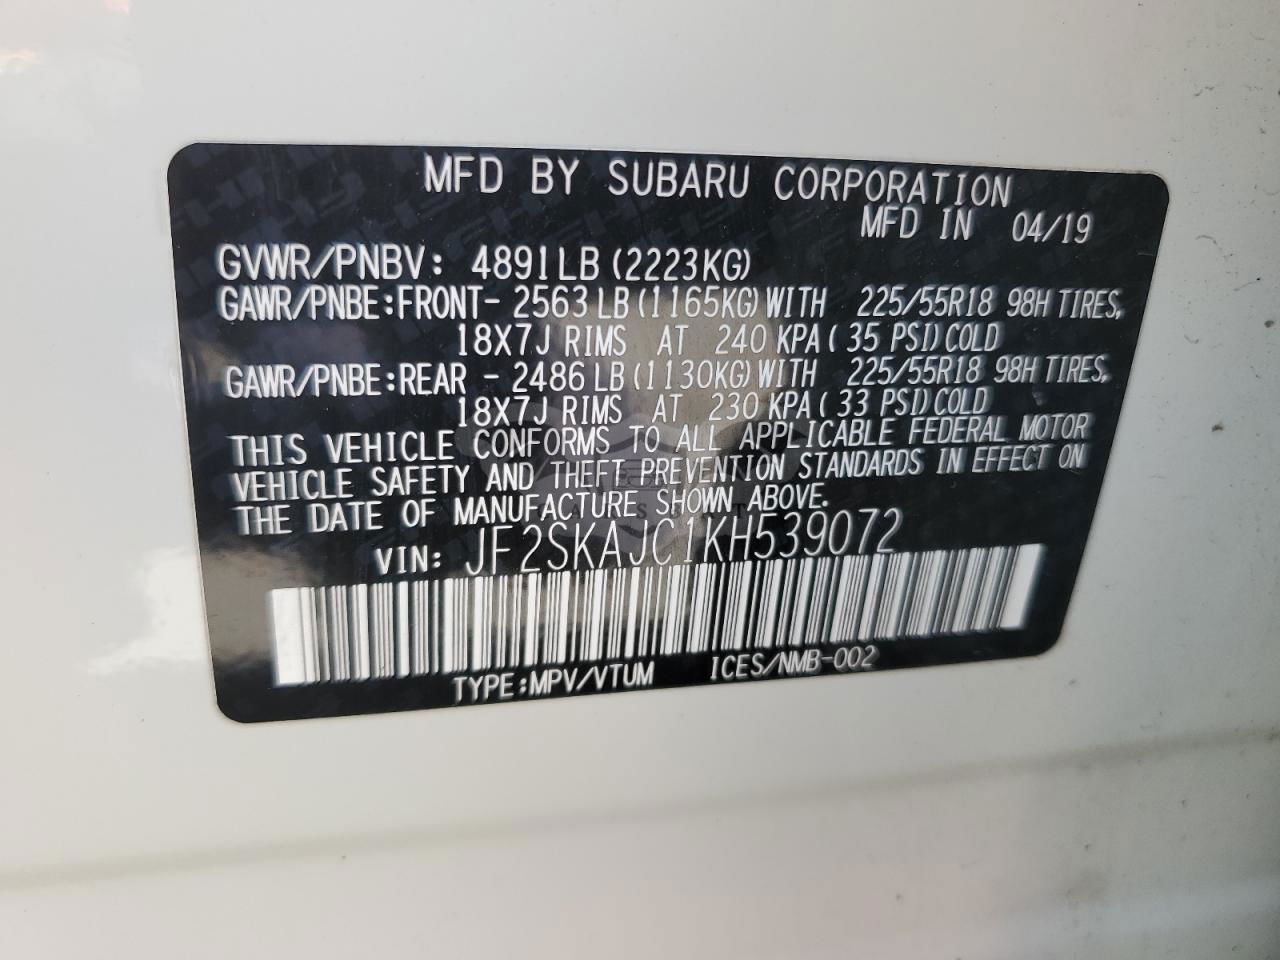 MFD BY SUBARU CORPORATION
MFD IN 04/19
GVWR/PNBV: 4891LB (2223KG)
GAWR/PNBE:FRONT- 2563LB (1165KG) WITH 225/55R18 98H TIRES,
18X7J RIMS AT 240 KPA ( 35 PSI) COLD
GAWR/PNBE:REAR - 2486LB (1130KG) WITH 225/55R18 98H TIRES,
18X7J RIMS AT 230 KPA ( 33 PSI) COLD
THIS VEHICLE CONFORMS TO ALL APPLICABLE FEDERAL MOTOR
VEHICLE SAFETY AND THEFT PREVENTION STANDARDS IN EFFECT ON
THE DATE OF MANUFACTURE SHOWN ABOVE.
VIN: JF2SKAJC1KH539072
TYPE:MPV/VTUM ICES/NMB-002